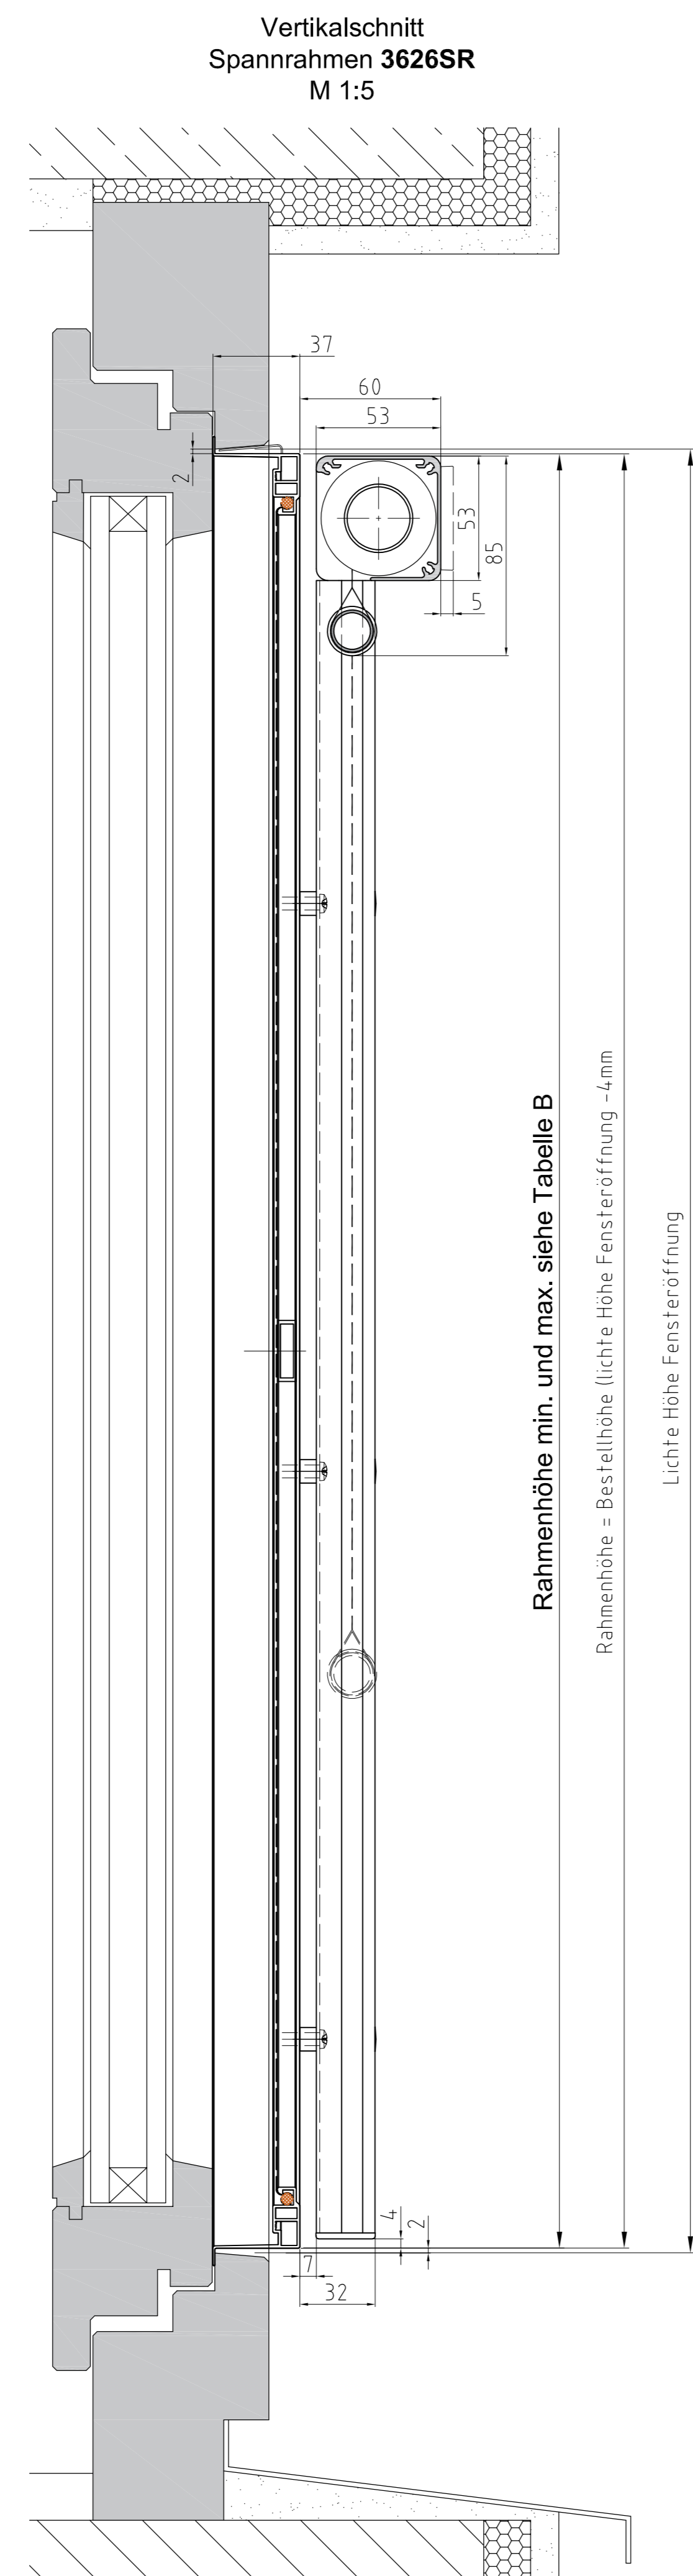 Vertikalschnitt
Spannrahmen 3626SR
M 1:5
37
60
53
2
53
85
5
Rahmenhöhe min. und max. siehe Tabelle B
Rahmenhöhe = Bestellhöhe (lichte Höhe Fensteröffnung -4mm
Lichte Höhe Fensteröffnung
4
2
7
32